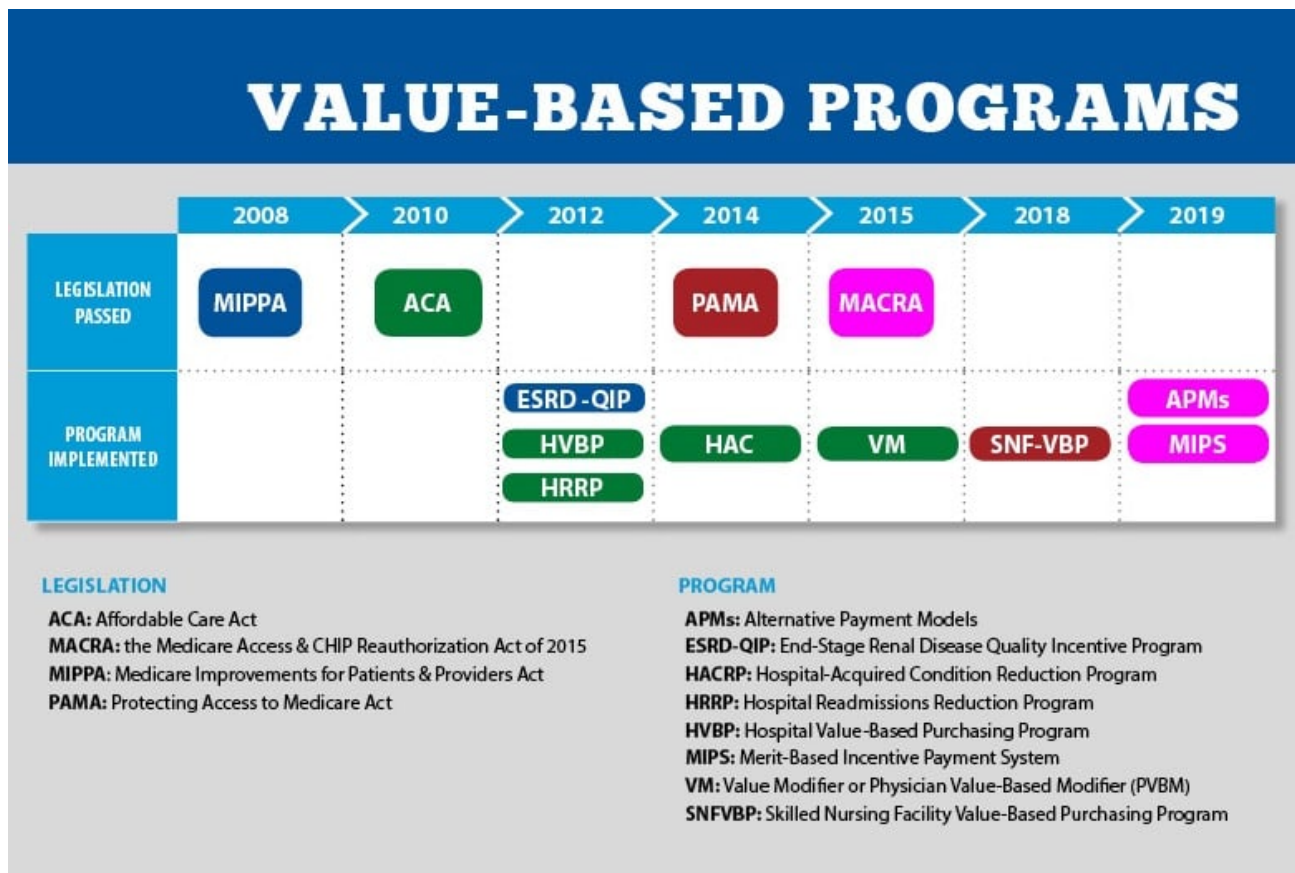 VALUE-BASED PROGRAMS
2008 2010 2012 2014 2015 2018 2019
LEGISLATION
PASSED
MIPPA ACA PAMA MACRA
PROGRAM
IMPLEMENTED
ESRD -QIP APMs
HVBP HAC VM SNF-VBP MIPS
HRRP
LEGISLATION
ACA: Affordable Care Act
MACRA: the Medicare Access & CHIP Reauthorization Act of 2015
MIPPA: Medicare Improvements for Patients & Providers Act
PAMA: Protecting Access to Medicare Act
PROGRAM
APMs: Alternative Payment Models
ESRD-QIP: End-Stage Renal Disease Quality Incentive Program
HACRP: Hospital-Acquired Condition Reduction Program
HRRP: Hospital Readmissions Reduction Program
HVBP: Hospital Value-Based Purchasing Program
MIPS: Merit-Based Incentive Payment System
VM: Value Modifier or Physician Value-Based Modifier (PVBM)
SNFVBP: Skilled Nursing Facility Value-Based Purchasing Program